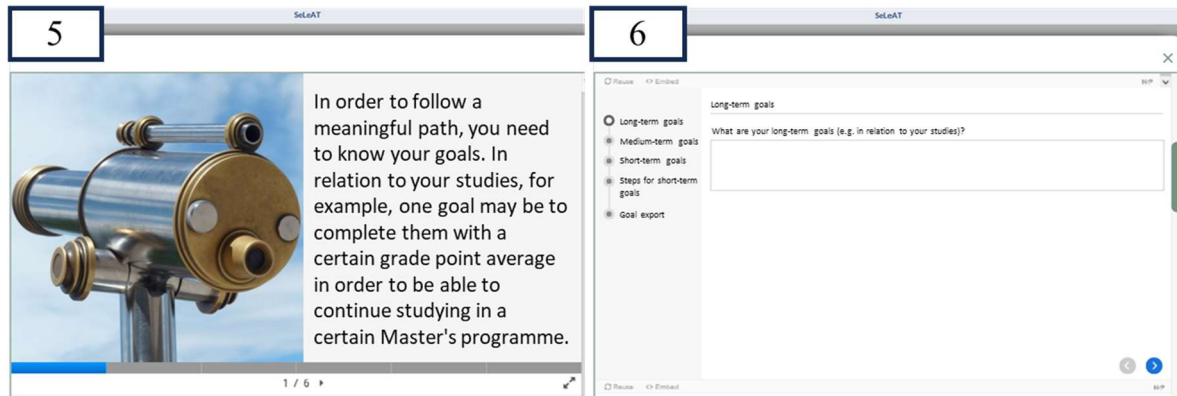 SeLeAT
5
In order to follow a
meaningful path, you need
to know your goals. In
relation to your studies, for
example, one goal may be to
complete them with a
certain grade point average
in order to be able to
continue studying in a
certain Master's programme.
1 / 6
SeLeAT
6
Reuse <> Embed
H-P
Long-term goals
Medium-term goals
Short-term goals
Steps for short-term
goals
Goal export
Long-term goals
What are your long-term goals (e.g. in relation to your studies)?
Reuse <> Embed
H-P